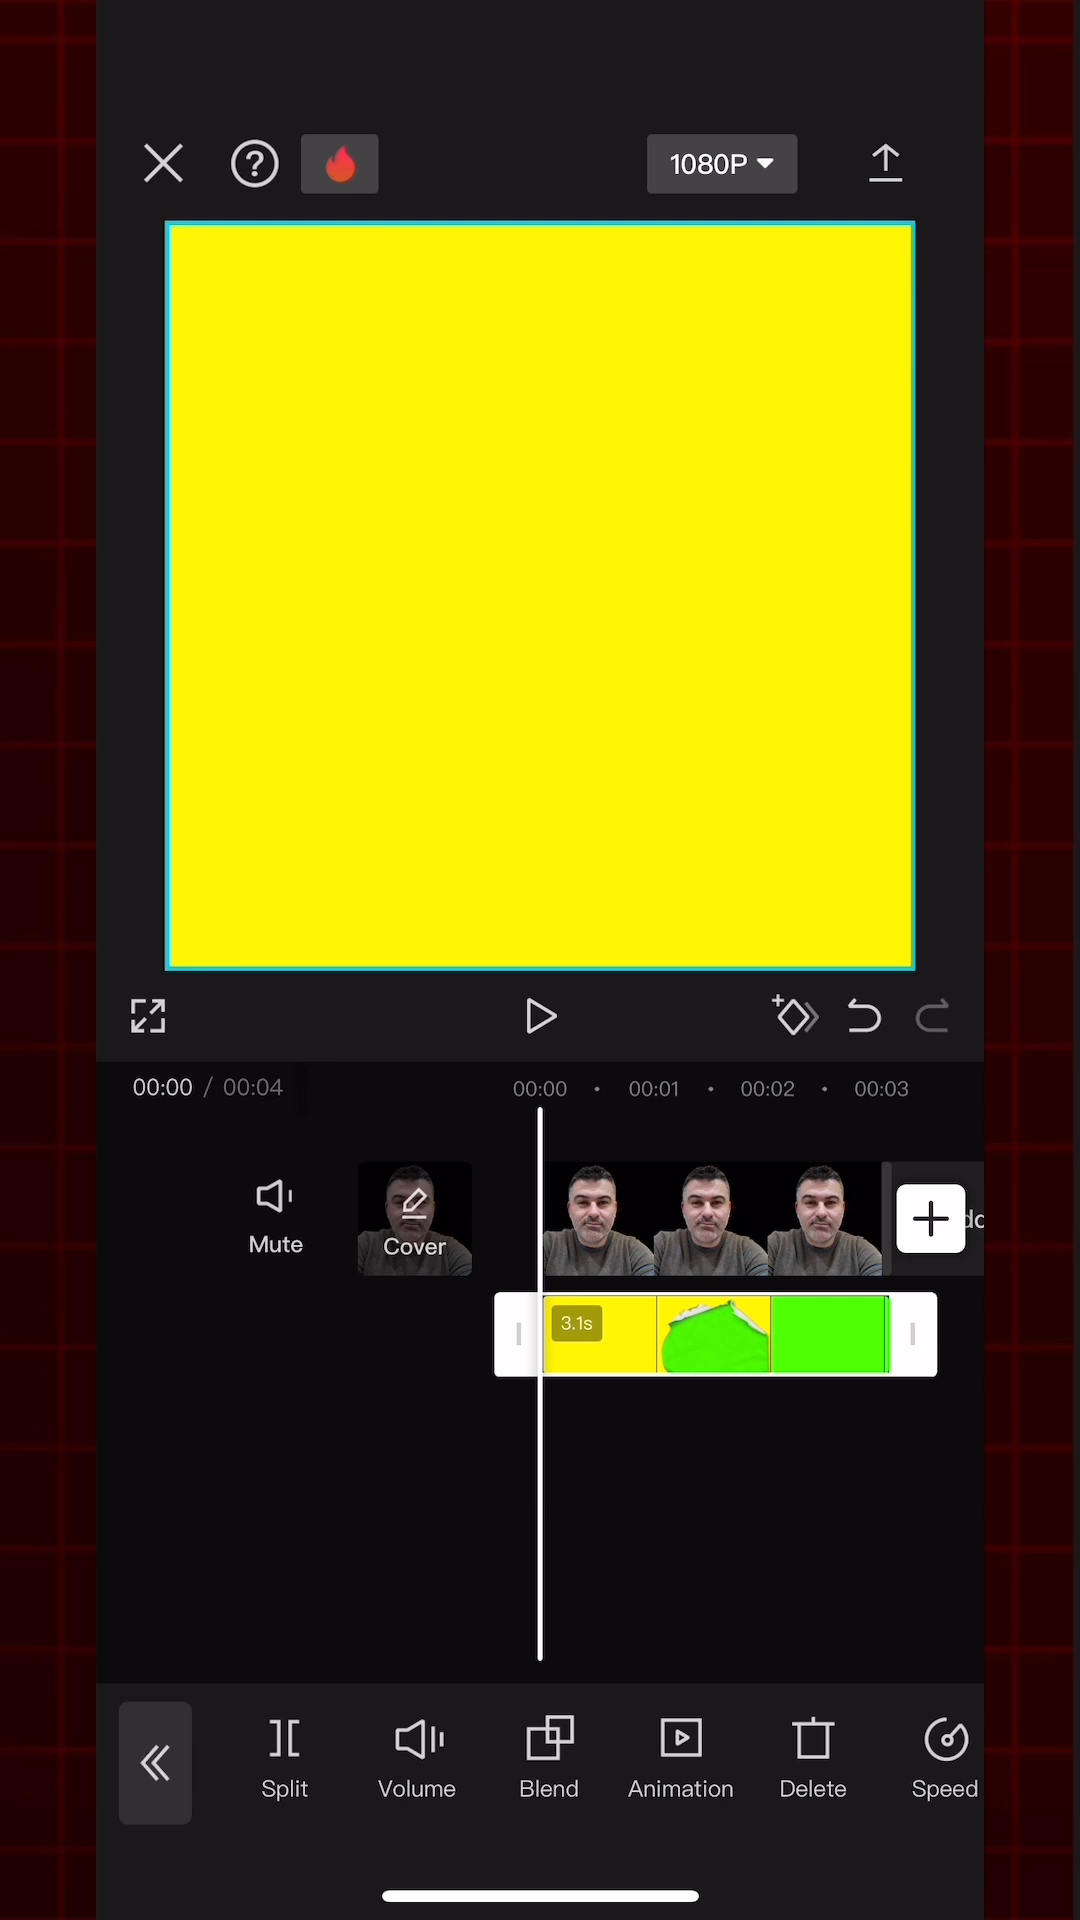 1080P
00:00 / 00:04
00:00 00:01 00:02 00:03
Mute
Cover
3.1s
Split
Volume
Blend
Animation
Delete
Speed